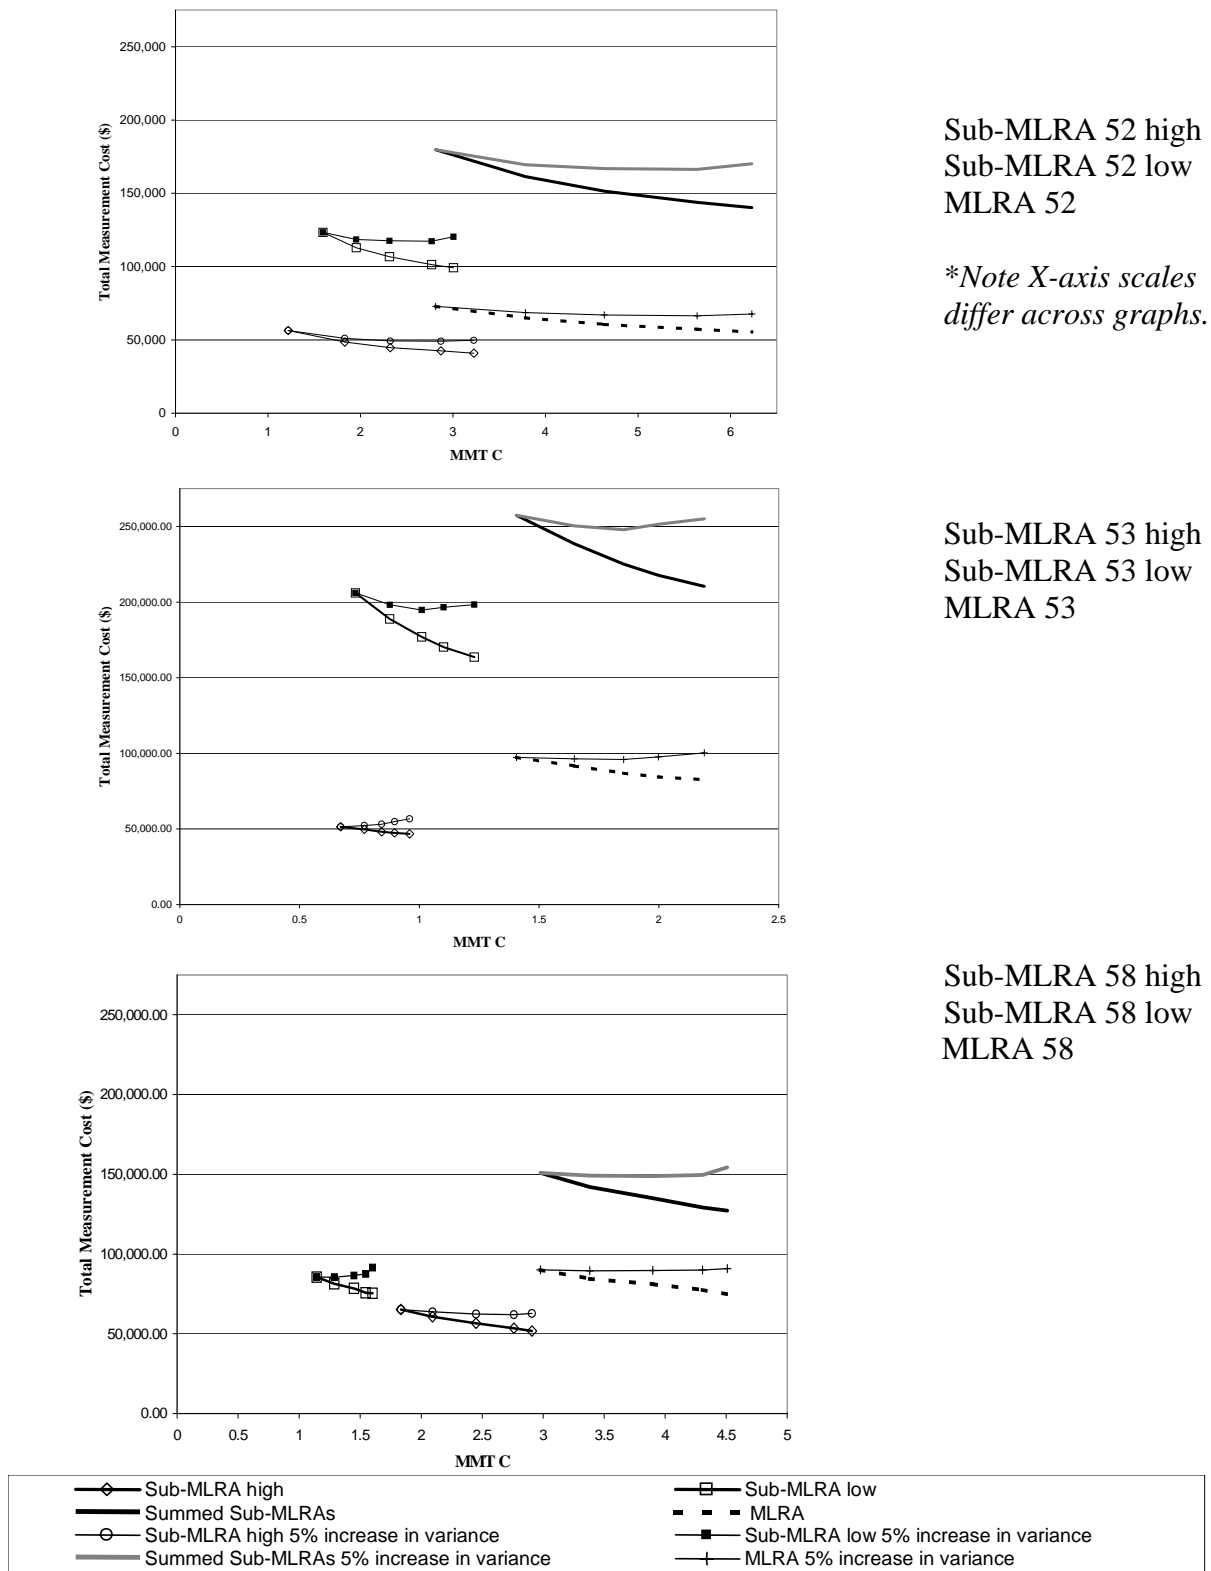 250,000
200,000
150,000
100,000
50,000
0
Total Measurement Cost ($)
0 1 2 3 4 5 6
MMT C
Sub-MLRA 52 high
Sub-MLRA 52 low
MLRA 52
*Note X-axis scales
differ across graphs.
250,000.00
200,000.00
150,000.00
100,000.00
50,000.00
0.00
Total Measurement Cost ($)
0 0.5 1 1.5 2 2.5
MMT C
Sub-MLRA 53 high
Sub-MLRA 53 low
MLRA 53
250,000.00
200,000.00
150,000.00
100,000.00
50,000.00
0.00
Total Measurement Cost ($)
0 0.5 1 1.5 2 2.5 3 3.5 4 4.5 5
MMT C
Sub-MLRA 58 high
Sub-MLRA 58 low
MLRA 58
Sub-MLRA high Sub-MLRA low
Summed Sub-MLRAs MLRA
Sub-MLRA high 5% increase in variance Sub-MLRA low 5% increase in variance
Summed Sub-MLRAs 5% increase in variance MLRA 5% increase in variance